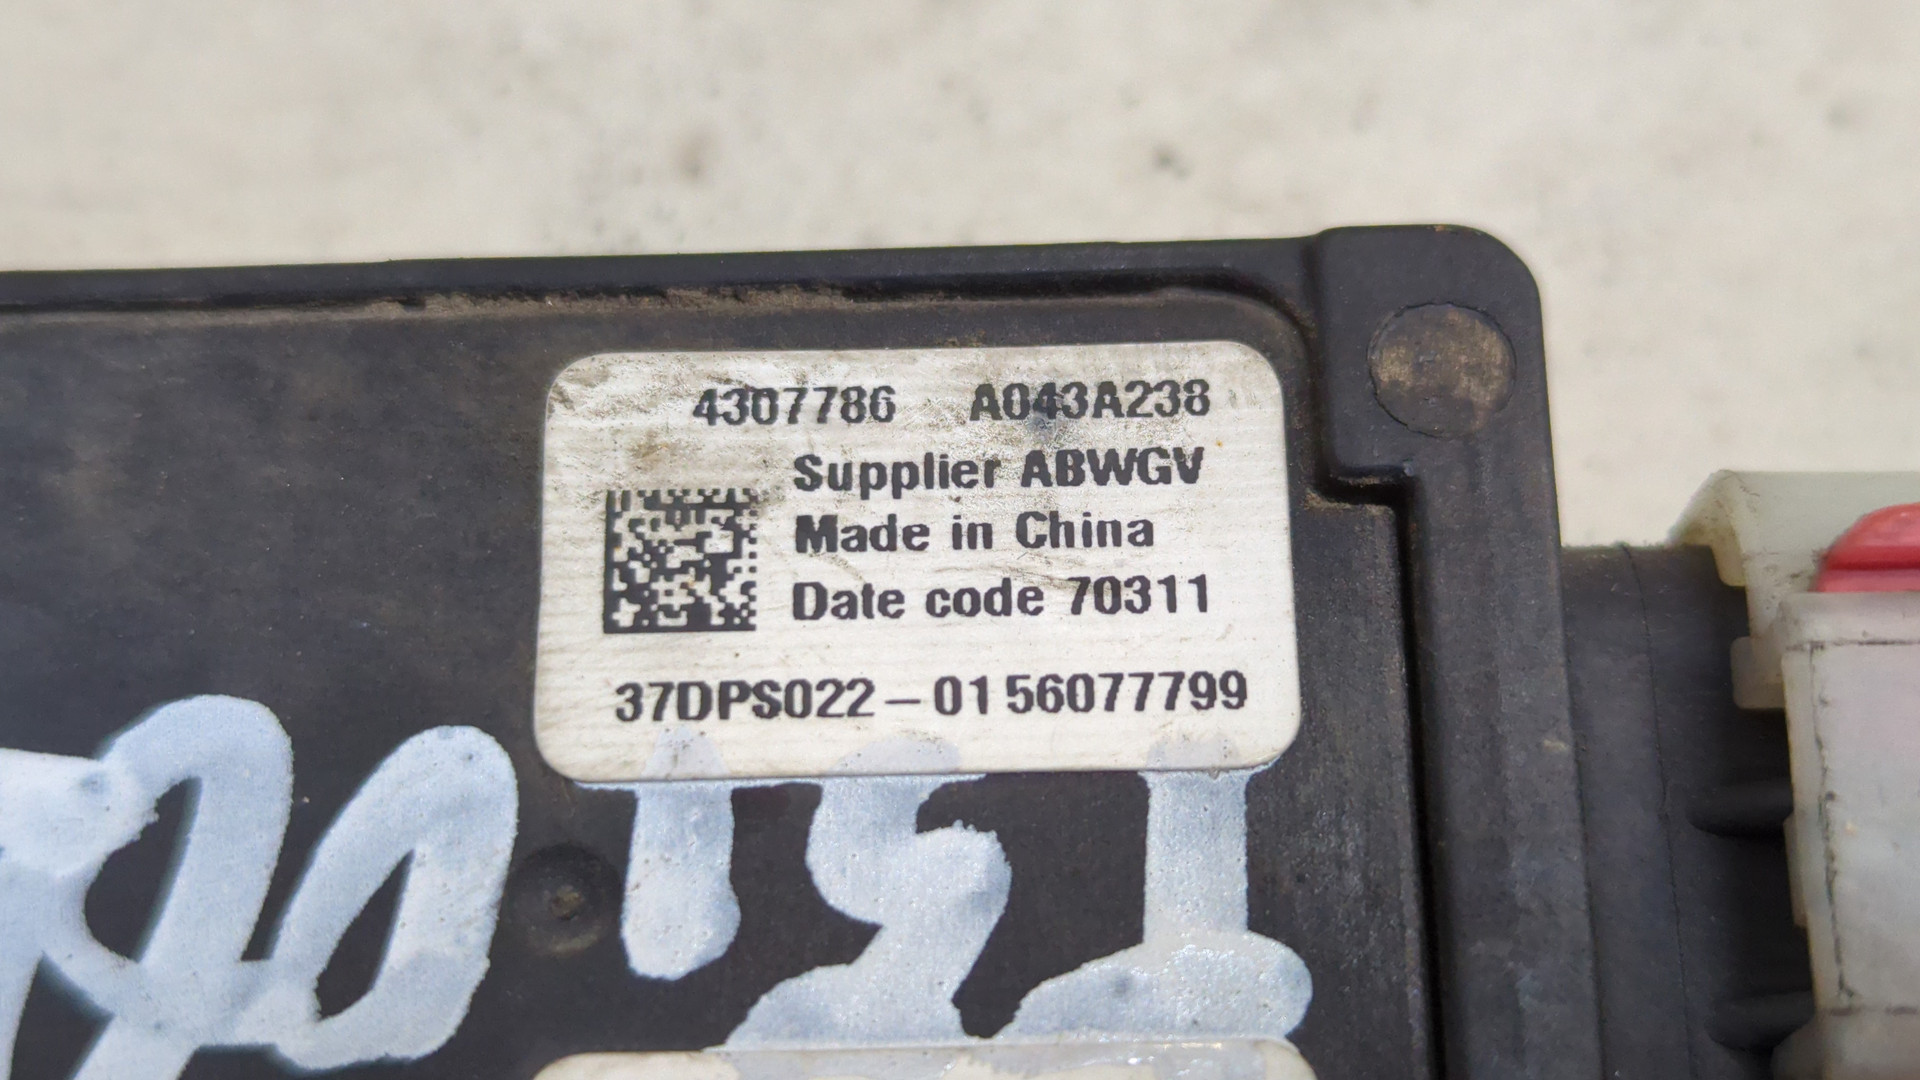 4307786 A043A238
Supplier ABWGV
Made in China
Date code 70311
37DPS022-01 56077799